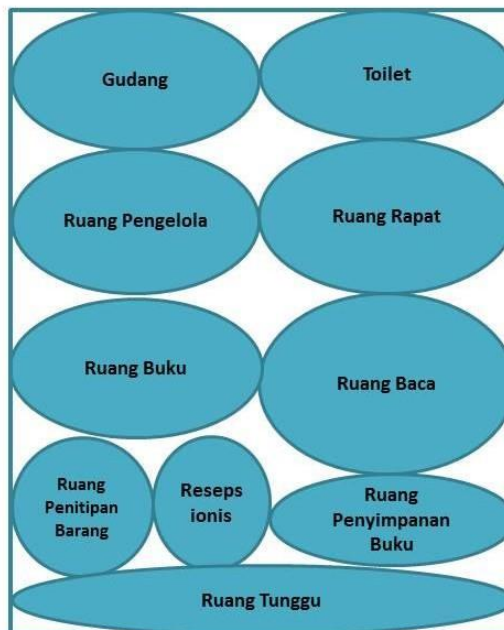 Gudang
Toilet
Ruang Pengelola
Ruang Rapat
Ruang Buku
Ruang Baca
Ruang
Penitipan
Barang
Reseps
ionis
Ruang
Penyimpanan
Buku
Ruang Tunggu